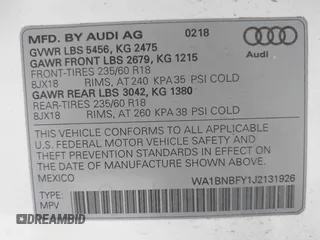 MFD. BY AUDI AG 0218
GVWR LBS 5456, KG 2475
GAWR FRONT LBS 2679, KG 1215
FRONT-TIRES 235/60 R18
8JX18 RIMS, AT 240 KPA 35 PSI COLD
GAWR REAR LBS 3042, KG 1380
REAR-TIRES 235/60 R18
8JX18 RIMS, AT 260 KPA 38 PSI COLD
Audi
THIS VEHICLE CONFORMS TO ALL APPLICABLE
U.S. FEDERAL MOTOR VEHICLE SAFETY BUMPER AND
THEFT PREVENTION STANDARDS IN EFFECT ON THE
DATE OF MANUFACTURE SHOWN ABOVE.
WA1BNBFY1J2131926
TYPE
MPV
MEXICO
DREAMBID